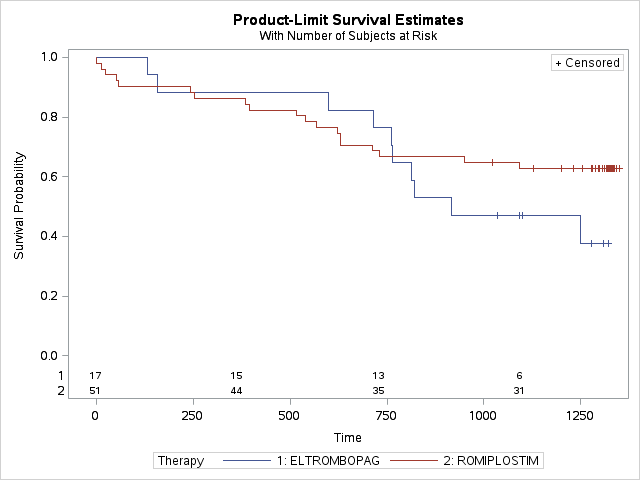 Product-Limit Survival Estimates
With Number of Subjects at Risk
+ Censored
Survival Probability
1.0
0.8
0.6
0.4
0.2
0.0
1 17 15 13 6
2 51 44 35 31
0 250 500 750 1000 1250
Time
Therapy 1: ELTROMBOPAG 2: ROMIPLOSTIM